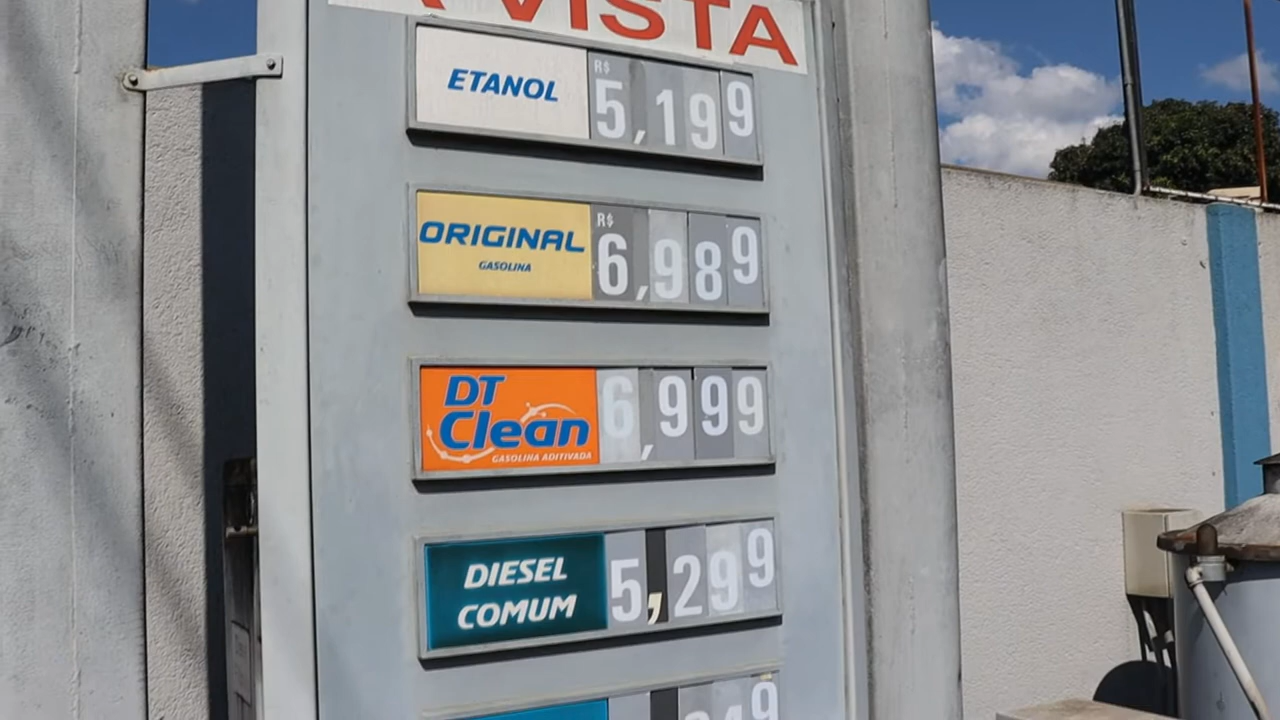 VISTA
ETANOL R$ 5,199
ORIGINAL
GASOLINA
R$ 6,989
DT
Clean
GASOLINA ADITIVADA
6,999
DIESEL
COMUM
5,299